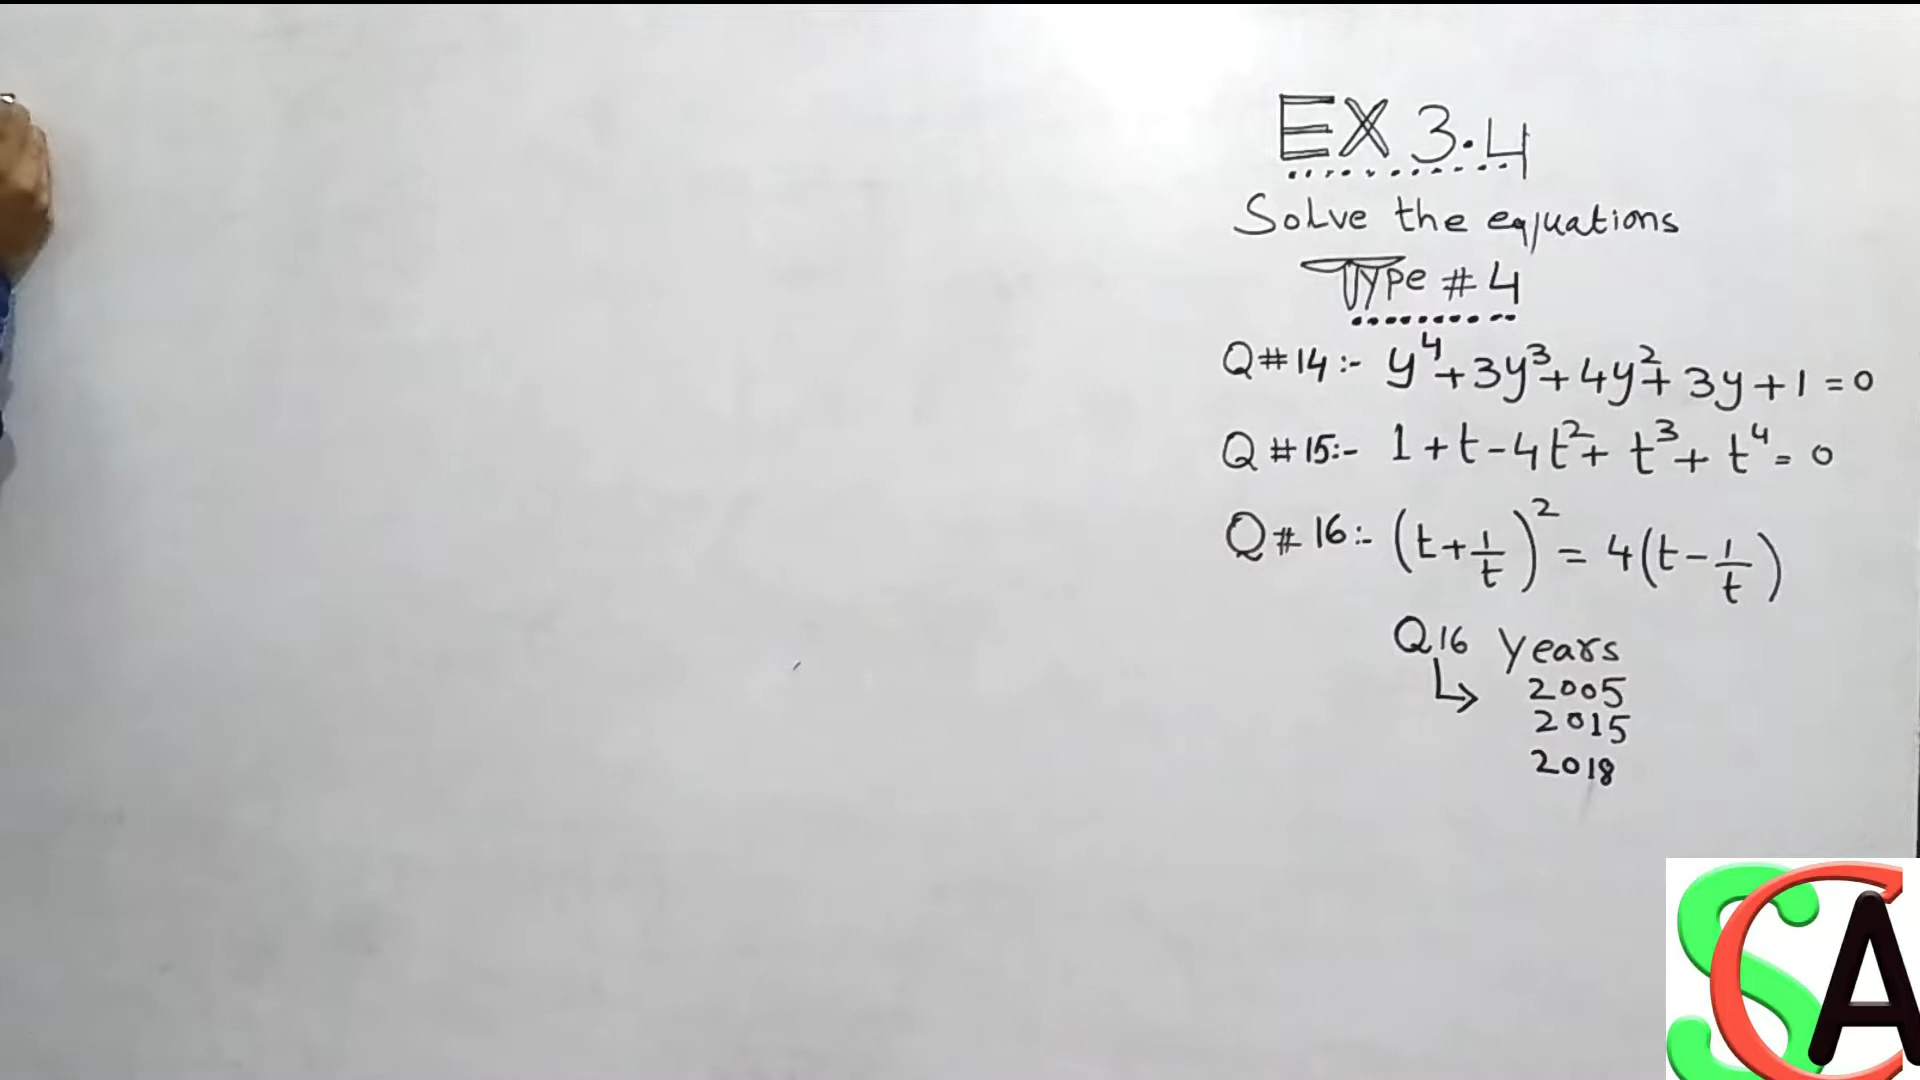 EX 3.4
Solve the equations
Type # 4
Q#14:- y⁴+3y³+4y²+3y+1=0
Q#15:- 1+t-4t²+t³+t⁴=0
Q#16:- (t+1/t)²=4(t-1/t)
Q16 Years
2005
2015
2018
SCA